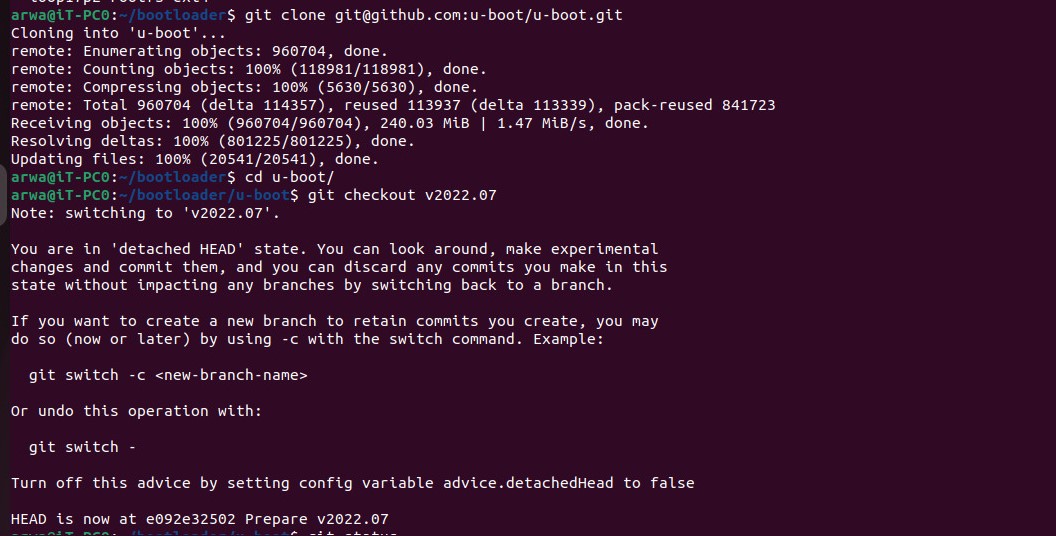 arwa@iT-PC0:~/bootloader$ git clone git@github.com:u-boot/u-boot.git
Cloning into 'u-boot'...
remote: Enumerating objects: 960704, done.
remote: Counting objects: 100% (118981/118981), done.
remote: Compressing objects: 100% (5630/5630), done.
remote: Total 960704 (delta 114357), reused 113937 (delta 113339), pack-reused 841723
Receiving objects: 100% (960704/960704), 240.03 MiB | 1.47 MiB/s, done.
Resolving deltas: 100% (801225/801225), done.
Updating files: 100% (20541/20541), done.
arwa@iT-PC0:~/bootloader$ cd u-boot/
arwa@iT-PC0:~/bootloader/u-boot$ git checkout v2022.07
Note: switching to 'v2022.07'.
You are in 'detached HEAD' state. You can look around, make experimental
changes and commit them, and you can discard any commits you make in this
state without impacting any branches by switching back to a branch.
If you want to create a new branch to retain commits you create, you may
do so (now or later) by using -c with the switch command. Example:
git switch -c <new-branch-name>
Or undo this operation with:
git switch -
Turn off this advice by setting config variable advice.detachedHead to false
HEAD is now at e092e32502 Prepare v2022.07
arwa@iT-PC0:~/bootloader/u-boot$ git status